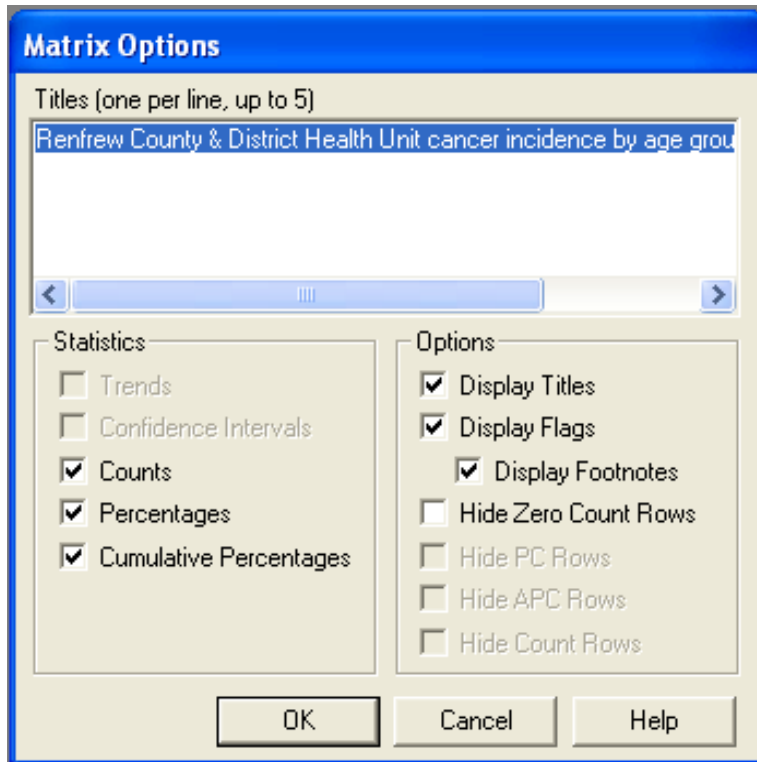 Matrix Options
Titles (one per line, up to 5)
Renfrew County & District Health Unit cancer incidence by age grou
Statistics
Trends
Confidence Intervals
Counts
Percentages
Cumulative Percentages
Options
Display Titles
Display Flags
Display Footnotes
Hide Zero Count Rows
Hide PC Rows
Hide APC Rows
Hide Count Rows
OK
Cancel
Help